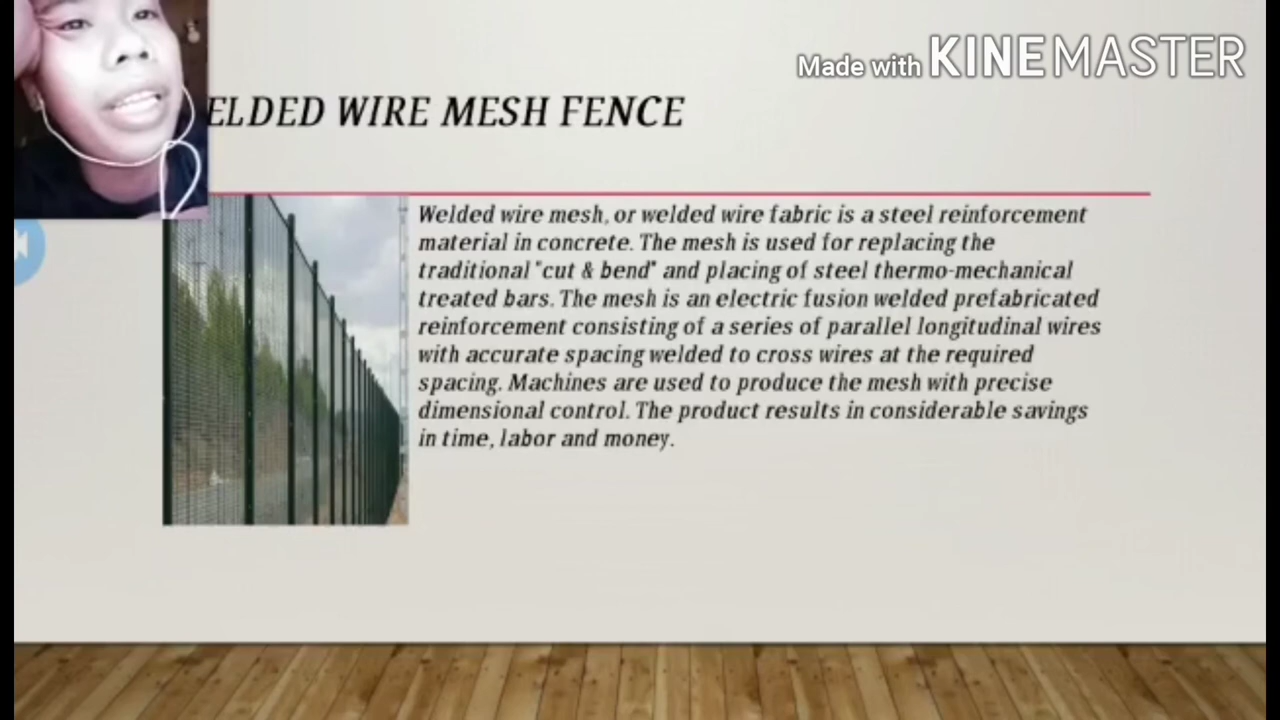 Made with KINEMASTER
ELDED WIRE MESH FENCE
Welded wire mesh, or welded wire fabric is a steel reinforcement
material in concrete. The mesh is used for replacing the
traditional "cut & bend" and placing of steel thermo-mechanical
treated bars. The mesh is an electric fusion welded prefabricated
reinforcement consisting of a series of parallel longitudinal wires
with accurate spacing welded to cross wires at the required
spacing. Machines are used to produce the mesh with precise
dimensional control. The product results in considerable savings
in time, labor and money.